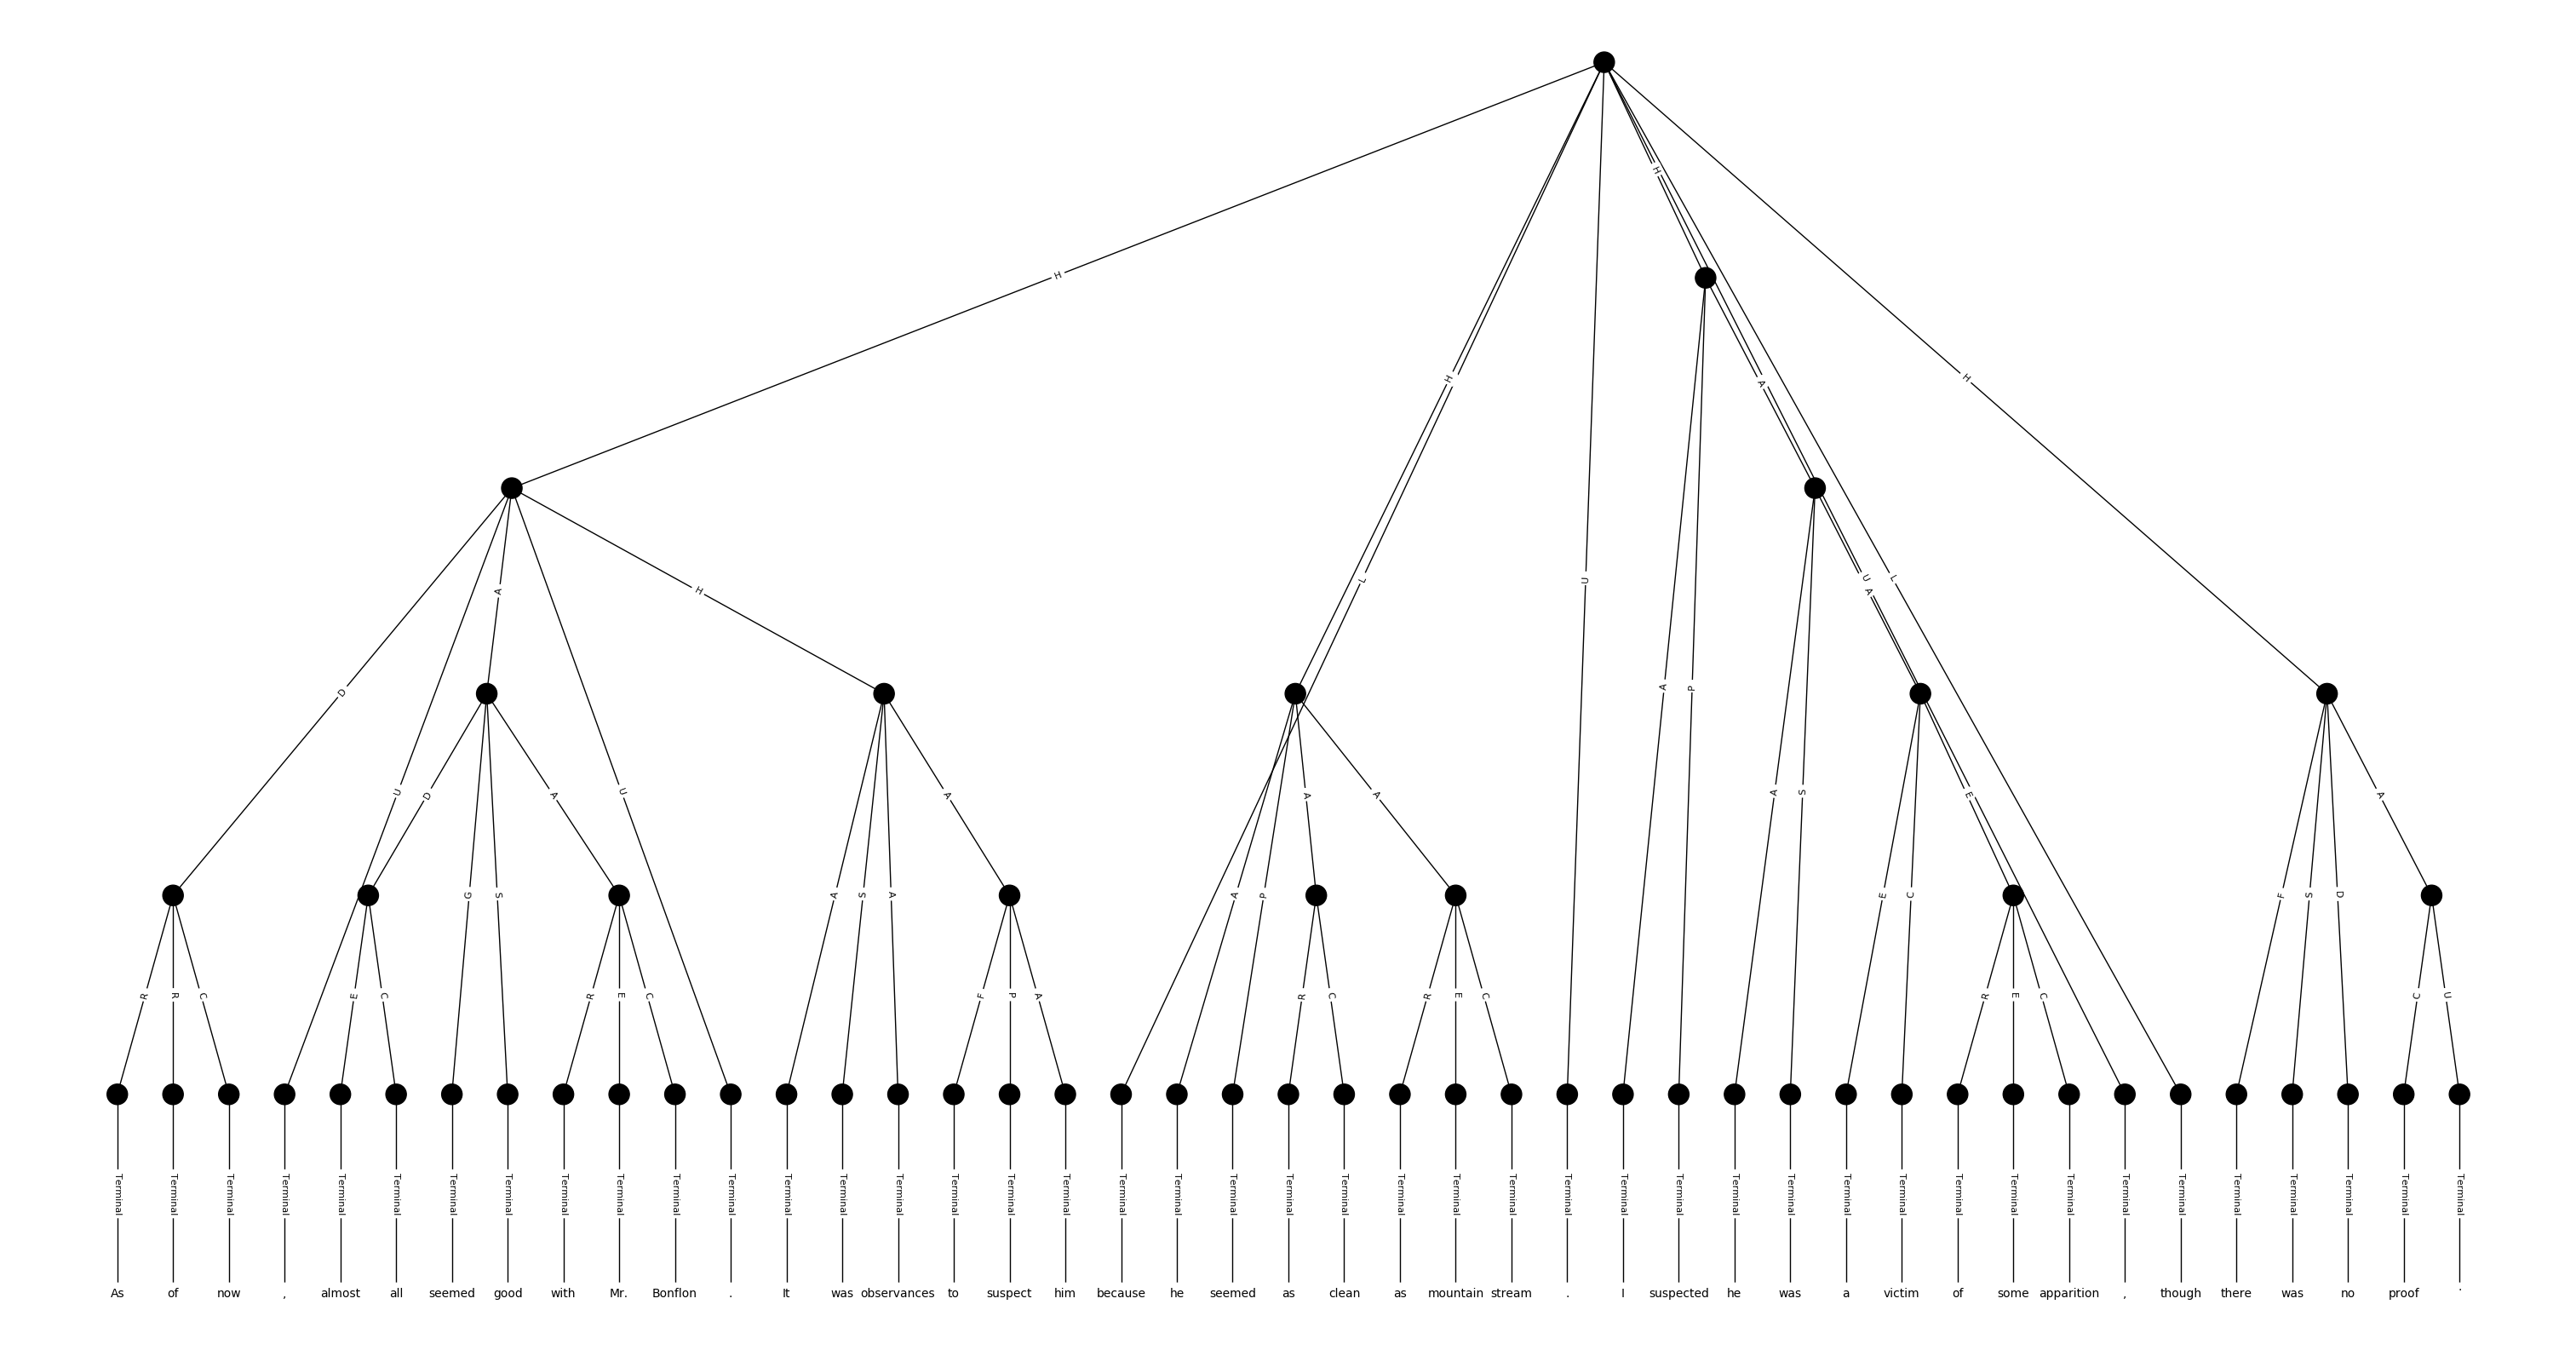 H
H
H
A
H
L
H
U
L
U
A
H
A
A
P
D
U
D
A
U
A
A
A
A
S
E
A
G
S
A
S
A
A
P
E
C
F
S
D
R
R
C
E
C
R
E
C
F
P
A
R
C
R
E
C
R
E
C
C
U
Terminal Terminal Terminal Terminal Terminal Terminal Terminal Terminal Terminal Terminal Terminal Terminal Terminal Terminal Terminal Terminal Terminal Terminal Terminal Terminal Terminal Terminal Terminal Terminal Terminal Terminal Terminal Terminal Terminal Terminal Terminal Terminal Terminal Terminal Terminal Terminal Terminal Terminal Terminal Terminal Terminal Terminal Terminal
As of now , almost all seemed good with Mr. Bonflon . It was observances to suspect him because he seemed as clean as mountain stream . I suspected he was a victim of some apparition , though there was no proof .